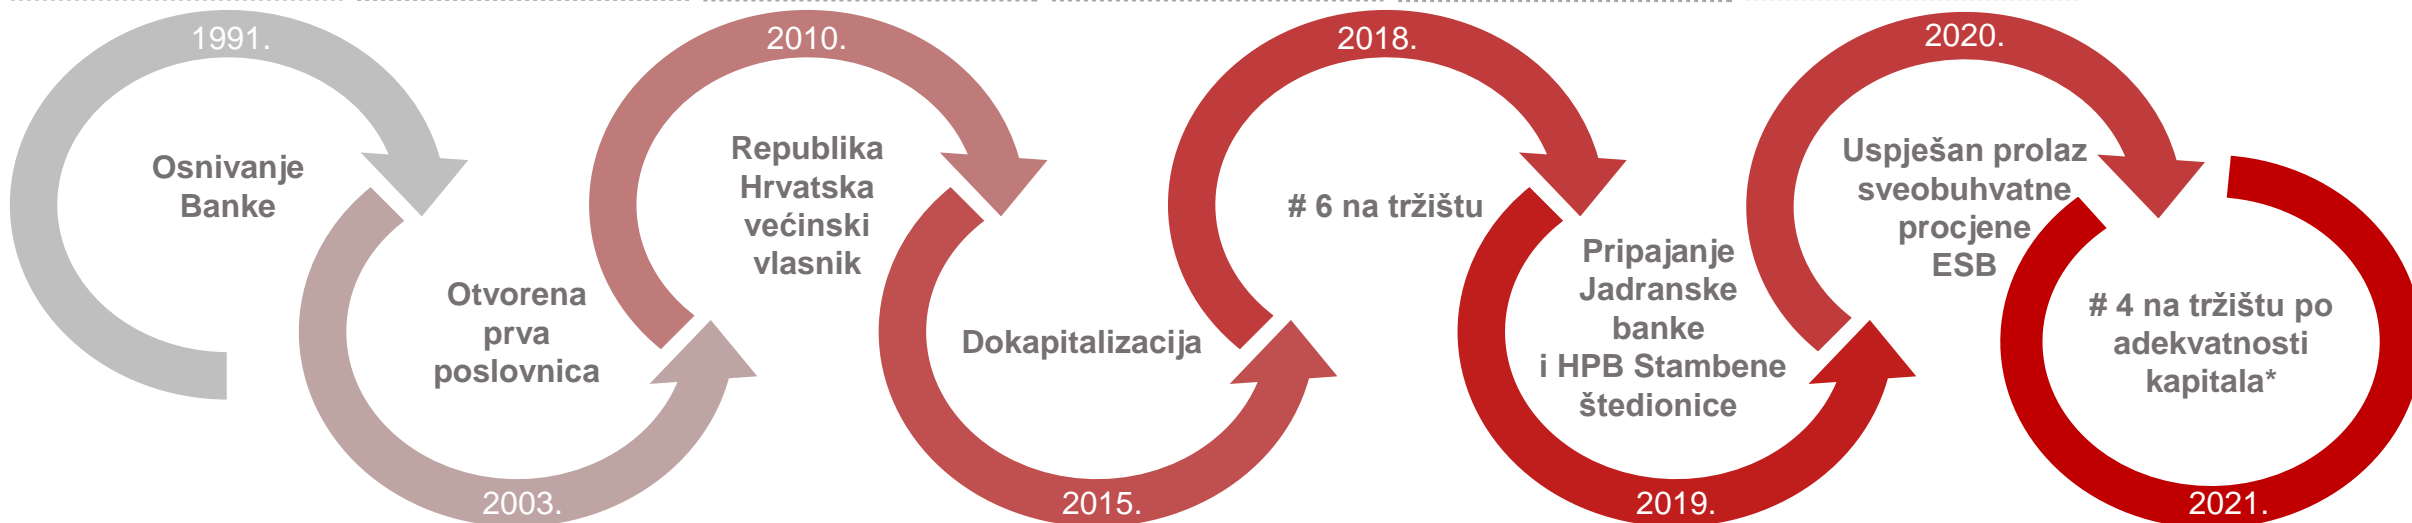 1991.
Osnivanje
Banke
2003.
Otvorena
prva
poslovnica
2010.
Republika
Hrvatska
većinski
vlasnik
2015.
Dokapitalizacija
2018.
# 6 na tržištu
2019.
Pripajanje
Jadranske
banke
i HPB Stambene
štedionice
2020.
Uspješan prolaz
sveobuhvatne
procjene
ESB
2021.
# 4 na tržištu po
adekvatnosti
kapitala*